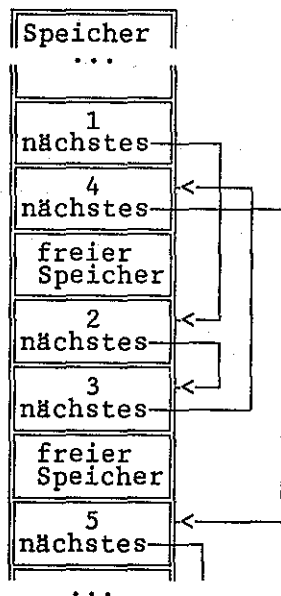 Speicher
...
1
nächstes
4
nächstes
freier
Speicher
2
nächstes
3
nächstes
freier
Speicher
5
nächstes
...